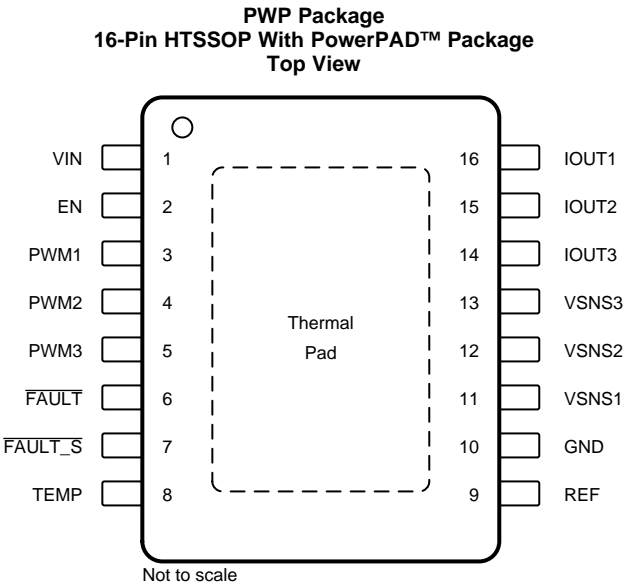 PWP Package
16-Pin HTSSOP With PowerPAD™ Package
Top View
VIN 1 16 IOUT1
EN 2 15 IOUT2
PWM1 3 14 IOUT3
PWM2 4 13 VSNS3
Thermal
PWM3 5 Pad 12 VSNS2
FAULT 6 11 VSNS1
FAULT_S 7 10 GND
TEMP 8 9 REF
Not to scale